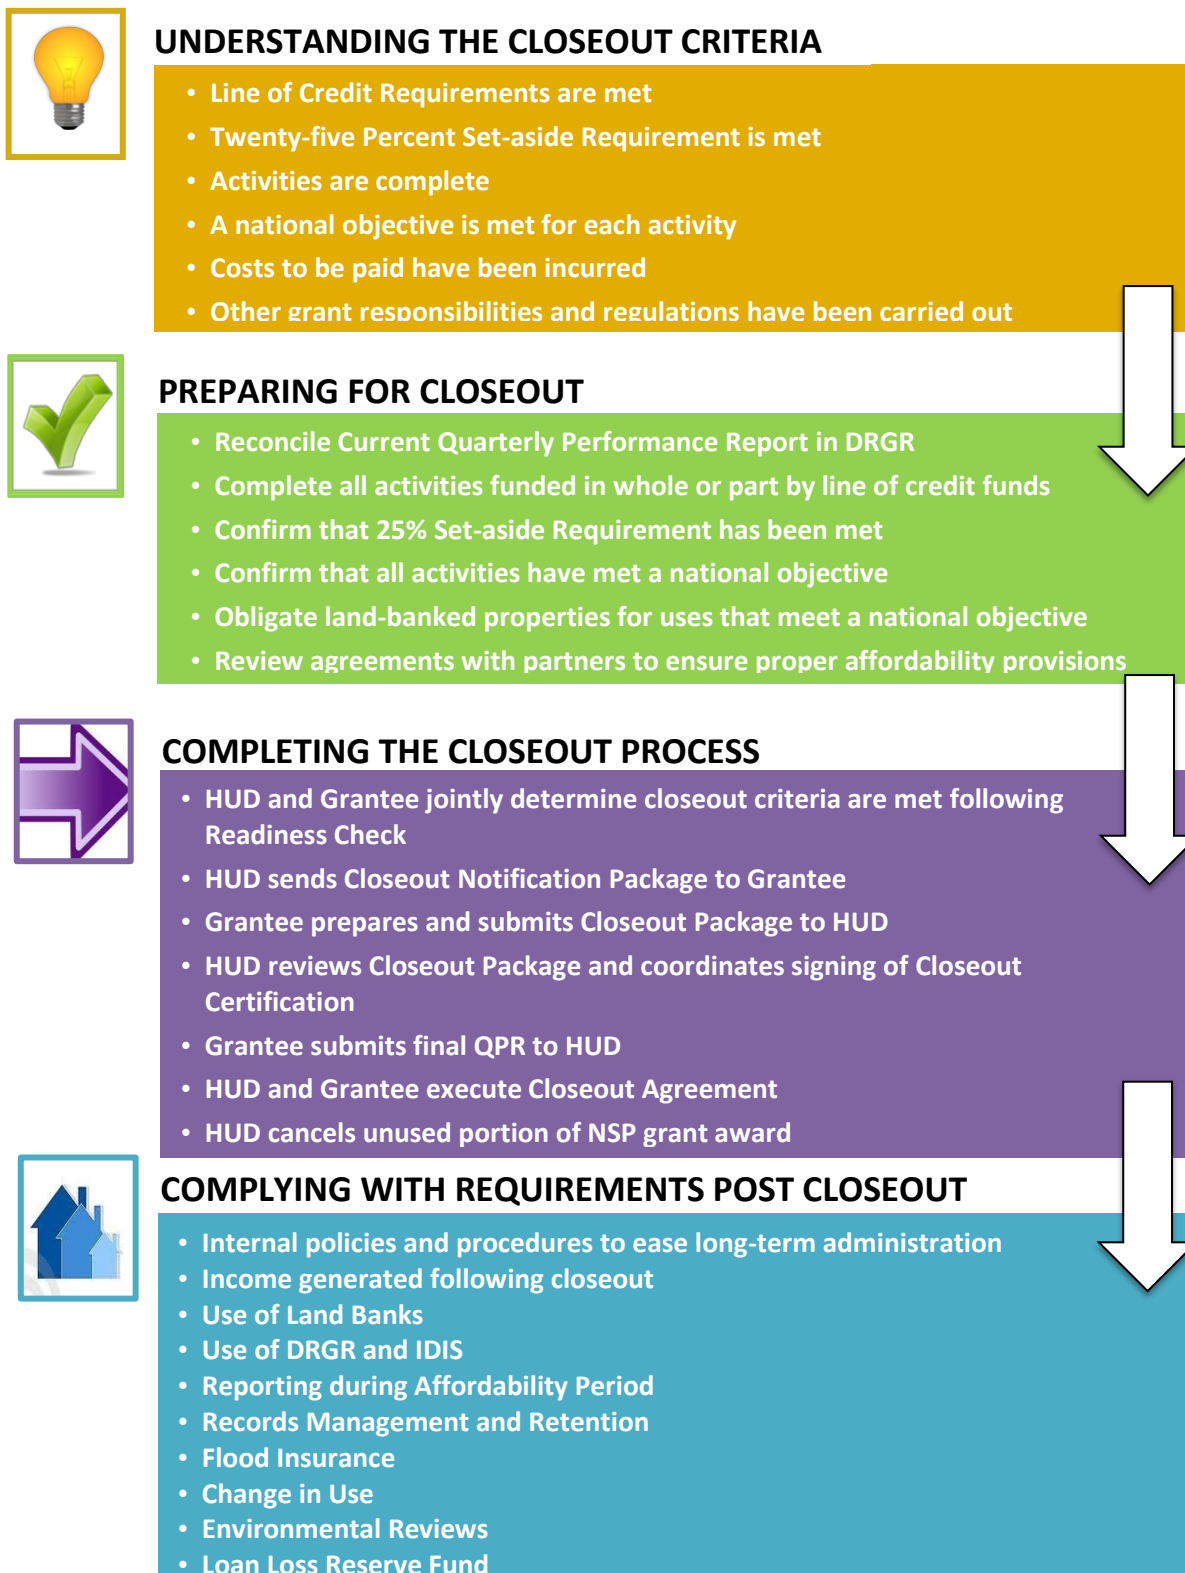 UNDERSTANDING THE CLOSEOUT CRITERIA
• Line of Credit Requirements are met
• Twenty-five Percent Set-aside Requirement is met
• Activities are complete
• A national objective is met for each activity
• Costs to be paid have been incurred
• Other grant responsibilities and regulations have been carried out
PREPARING FOR CLOSEOUT
• Reconcile Current Quarterly Performance Report in DRGR
• Complete all activities funded in whole or part by line of credit funds
• Confirm that 25% Set-aside Requirement has been met
• Confirm that all activities have met a national objective
• Obligate land-banked properties for uses that meet a national objective
• Review agreements with partners to ensure proper affordability provisions
COMPLETING THE CLOSEOUT PROCESS
• HUD and Grantee jointly determine closeout criteria are met following
Readiness Check
• HUD sends Closeout Notification Package to Grantee
• Grantee prepares and submits Closeout Package to HUD
• HUD reviews Closeout Package and coordinates signing of Closeout
Certification
• Grantee submits final QPR to HUD
• HUD and Grantee execute Closeout Agreement
• HUD cancels unused portion of NSP grant award
COMPLYING WITH REQUIREMENTS POST CLOSEOUT
• Internal policies and procedures to ease long-term administration
• Income generated following closeout
• Use of Land Banks
• Use of DRGR and IDIS
• Reporting during Affordability Period
• Records Management and Retention
• Flood Insurance
• Change in Use
• Environmental Reviews
• Loan Loss Reserve Fund